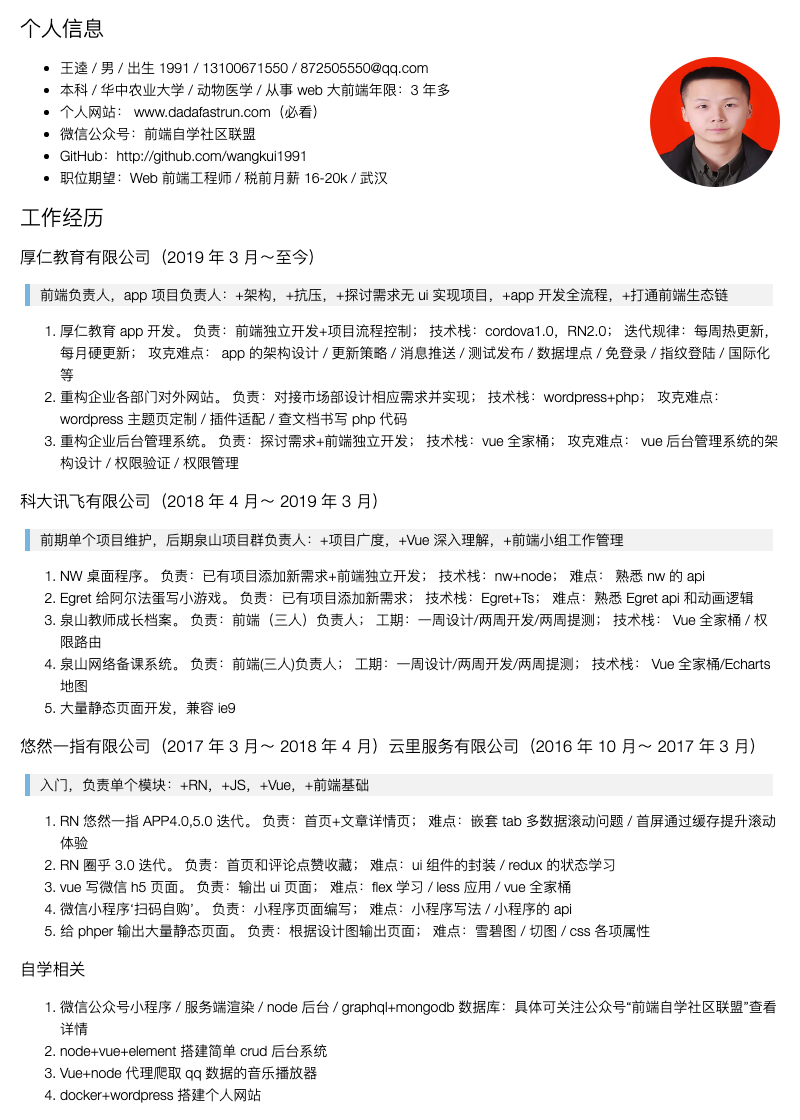 个人信息
王逵 / 男 / 出生 1991 / 13100671550 / 872505550@qq.com
本科 / 华中农业大学 / 动物医学 / 从事 web 大前端年限：3 年多
个人网站： www.dadafastrun.com（必看）
微信公众号：前端自学社区联盟
GitHub：http://github.com/wangkui1991
职位期望：Web 前端工程师 / 税前月薪 16-20k / 武汉
工作经历
厚仁教育有限公司（2019 年 3 月～至今）
前端负责人，app 项目负责人：+架构，+抗压，+探讨需求无 ui 实现项目，+app 开发全流程，+打通前端生态链
1. 厚仁教育 app 开发。 负责：前端独立开发+项目流程控制； 技术栈：cordova1.0，RN2.0； 迭代规律：每周热更新，
每月硬更新； 攻克难点： app 的架构设计 / 更新策略 / 消息推送 / 测试发布 / 数据埋点 / 免登录 / 指纹登陆 / 国际化
等
2. 重构企业各部门对外网站。 负责：对接市场部设计相应需求并实现； 技术栈：wordpress+php； 攻克难点：
wordpress 主题页定制 / 插件适配 / 查文档书写 php 代码
3. 重构企业后台管理系统。 负责：探讨需求+前端独立开发； 技术栈：vue 全家桶； 攻克难点： vue 后台管理系统的架
构设计 / 权限验证 / 权限管理
科大讯飞有限公司（2018 年 4 月～ 2019 年 3 月）
前期单个项目维护，后期泉山项目群负责人：+项目广度，+Vue 深入理解，+前端小组工作管理
1. NW 桌面程序。 负责：已有项目添加新需求+前端独立开发； 技术栈：nw+node； 难点： 熟悉 nw 的 api
2. Egret 给阿尔法蛋写小游戏。 负责：已有项目添加新需求； 技术栈：Egret+Ts； 难点：熟悉 Egret api 和动画逻辑
3. 泉山教师成长档案。 负责：前端（三人）负责人； 工期：一周设计/两周开发/两周提测； 技术栈： Vue 全家桶 / 权
限路由
4. 泉山网络备课系统。 负责：前端(三人)负责人； 工期：一周设计/两周开发/两周提测； 技术栈： Vue 全家桶/Echarts
地图
5. 大量静态页面开发，兼容 ie9
悠然一指有限公司（2017 年 3 月～ 2018 年 4 月）云里服务有限公司（2016 年 10 月～ 2017 年 3 月）
入门，负责单个模块：+RN，+JS，+Vue，+前端基础
1. RN 悠然一指 APP4.0,5.0 迭代。 负责：首页+文章详情页； 难点：嵌套 tab 多数据滚动问题 / 首屏通过缓存提升滚动
体验
2. RN 圈乎 3.0 迭代。 负责：首页和评论点赞收藏； 难点：ui 组件的封装 / redux 的状态学习
3. vue 写微信 h5 页面。 负责：输出 ui 页面； 难点：flex 学习 / less 应用 / vue 全家桶
4. 微信小程序‘扫码自购’。 负责：小程序页面编写； 难点：小程序写法 / 小程序的 api
5. 给 phper 输出大量静态页面。 负责：根据设计图输出页面； 难点：雪碧图 / 切图 / css 各项属性
自学相关
1. 微信公众号小程序 / 服务端渲染 / node 后台 / graphql+mongodb 数据库：具体可关注公众号“前端自学社区联盟”查看
详情
2. node+vue+element 搭建简单 crud 后台系统
3. Vue+node 代理爬取 qq 数据的音乐播放器
4. docker+wordpress 搭建个人网站